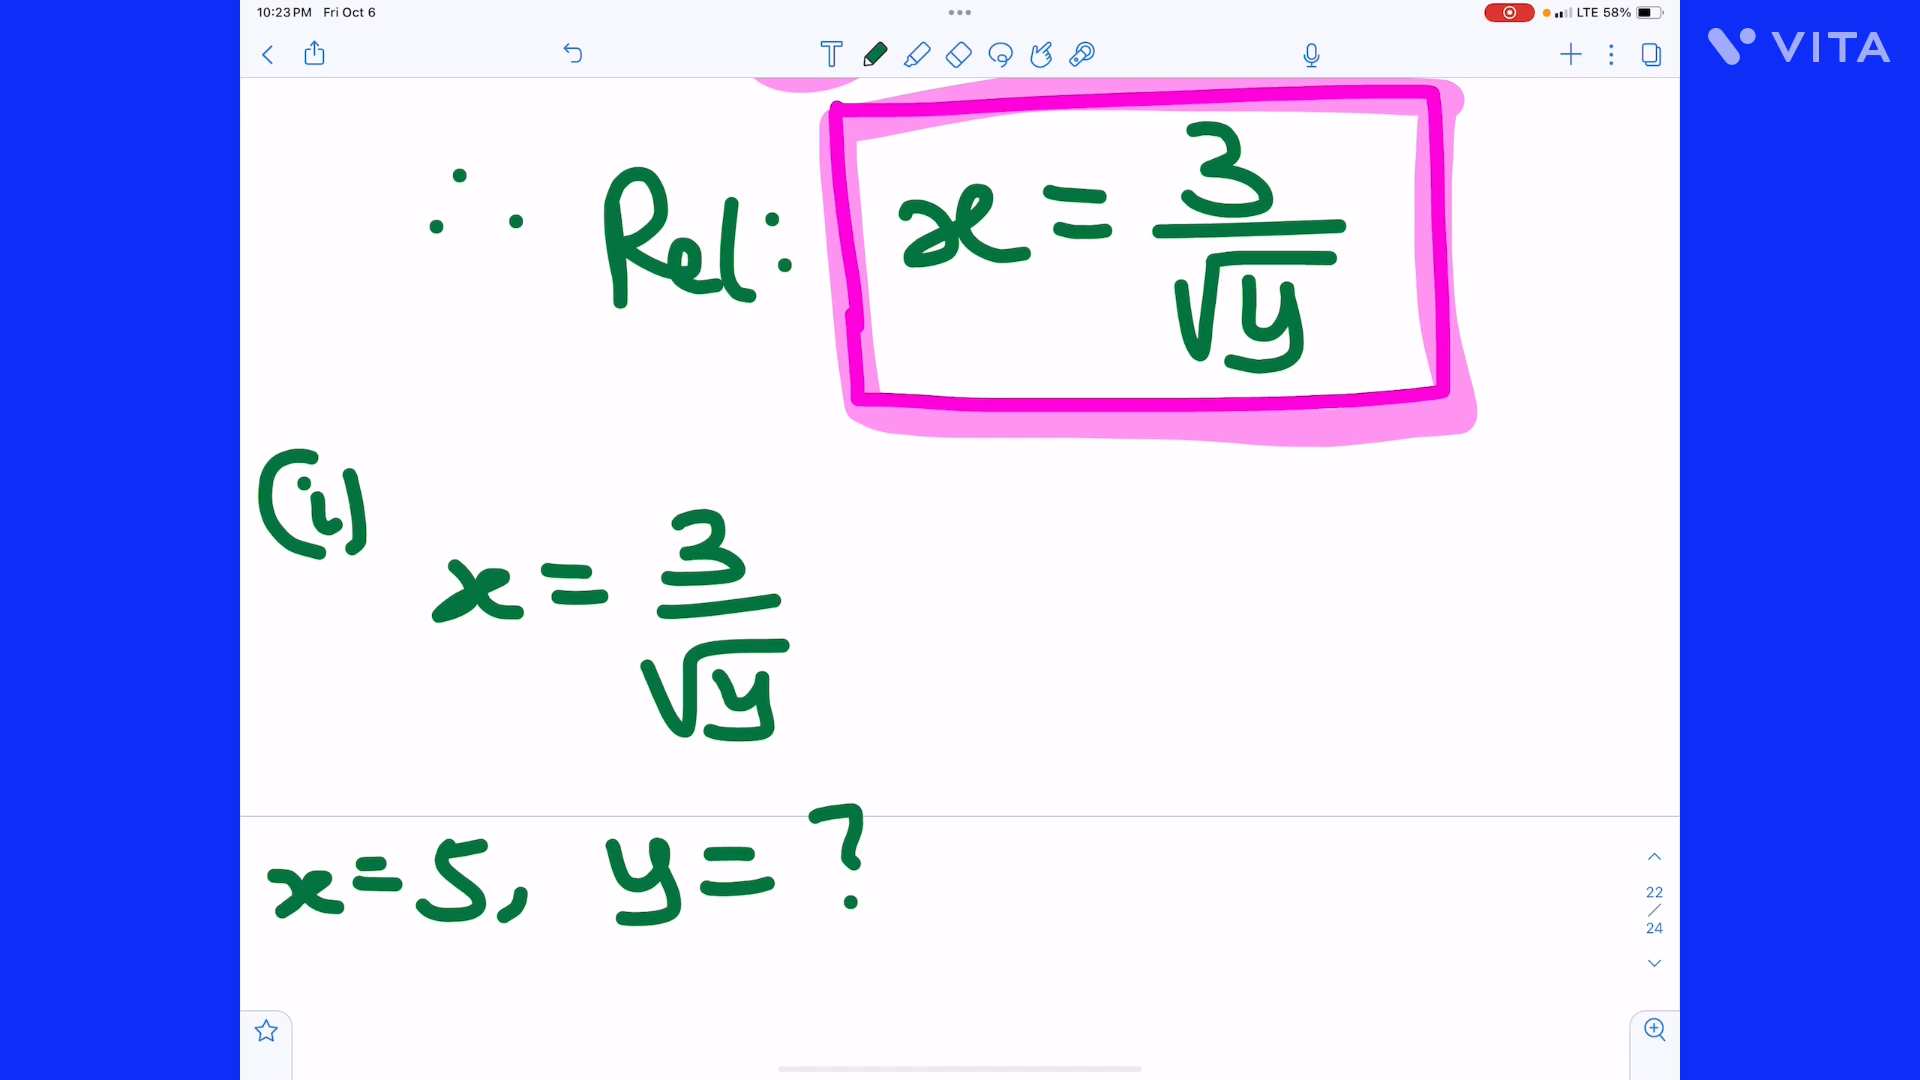 10:23 PM Fri Oct 6
LTE 58%
VITA
∴ Rel: x = 3/√y
(i) x = 3/√y
x = 5, y = ?
22
/
24